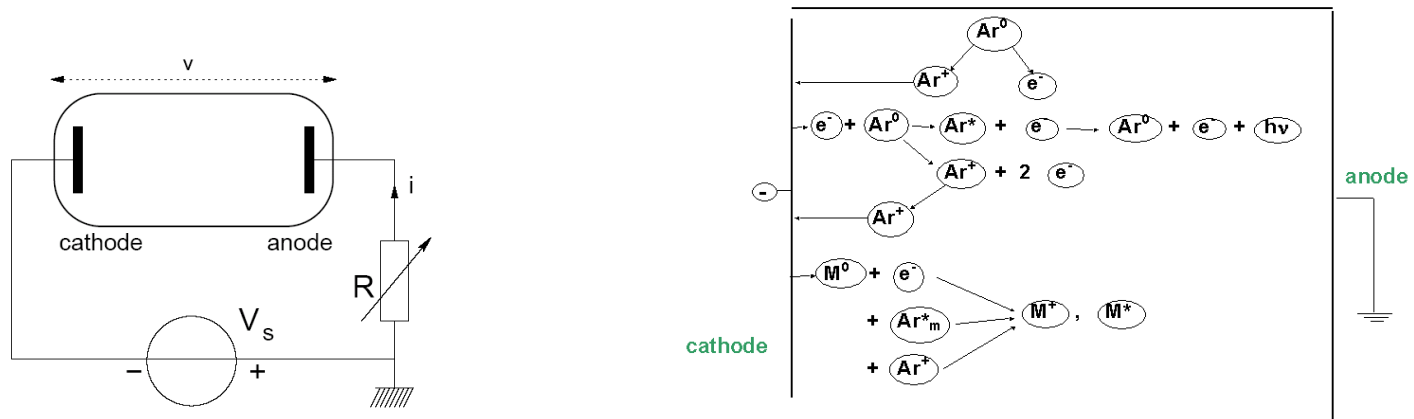 v
cathode
anode
i
R
V_s
− +
Ar⁰
Ar⁺ e⁻
e⁻ + Ar⁰ Ar* + e⁻ Ar⁰ + e⁻ + hν
Ar⁺ + 2 e⁻
-
Ar⁺
M⁰ + e⁻
+ Ar*m M⁺ , M*
+ Ar⁺
cathode
anode